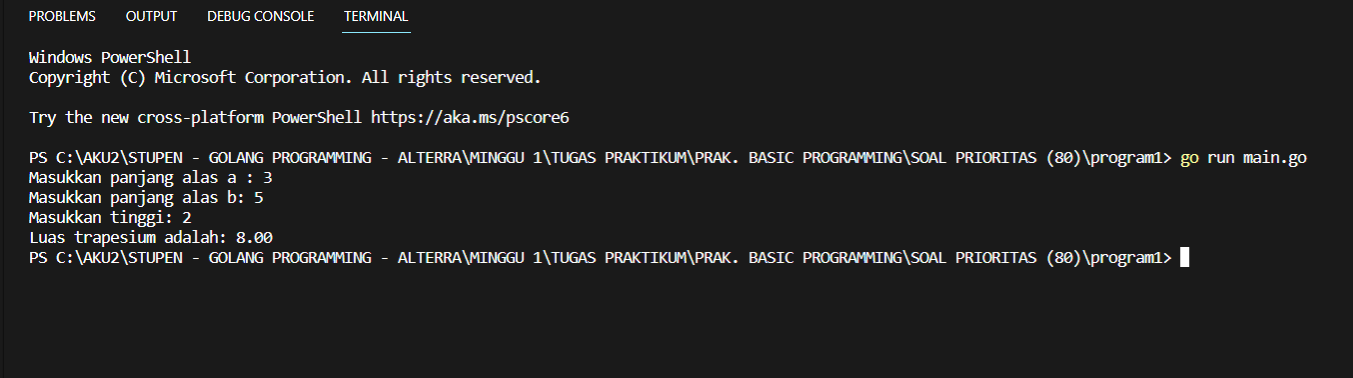 PROBLEMS OUTPUT DEBUG CONSOLE TERMINAL
Windows PowerShell
Copyright (C) Microsoft Corporation. All rights reserved.
Try the new cross-platform PowerShell https://aka.ms/pscore6
PS C:\AKU2\STUPEN - GOLANG PROGRAMMING - ALTERRA\MINGGU 1\TUGAS PRAKTIKUM\PRAK. BASIC PROGRAMMING\SOAL PRIORITAS (80)\program1> go run main.go
Masukkan panjang alas a : 3
Masukkan panjang alas b: 5
Masukkan tinggi: 2
Luas trapesium adalah: 8.00
PS C:\AKU2\STUPEN - GOLANG PROGRAMMING - ALTERRA\MINGGU 1\TUGAS PRAKTIKUM\PRAK. BASIC PROGRAMMING\SOAL PRIORITAS (80)\program1>